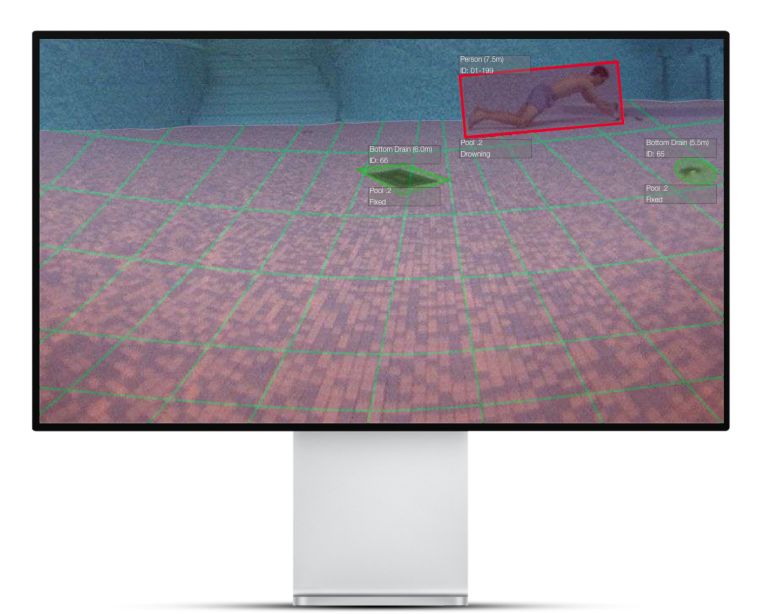 Person (7.5m)
ID: 01-199
Pool .2
Drowning
Bottom Drain (6.0m)
ID: 66
Pool .2
Fixed
Bottom Drain (5.5m)
ID: 65
Pool .2
Fixed